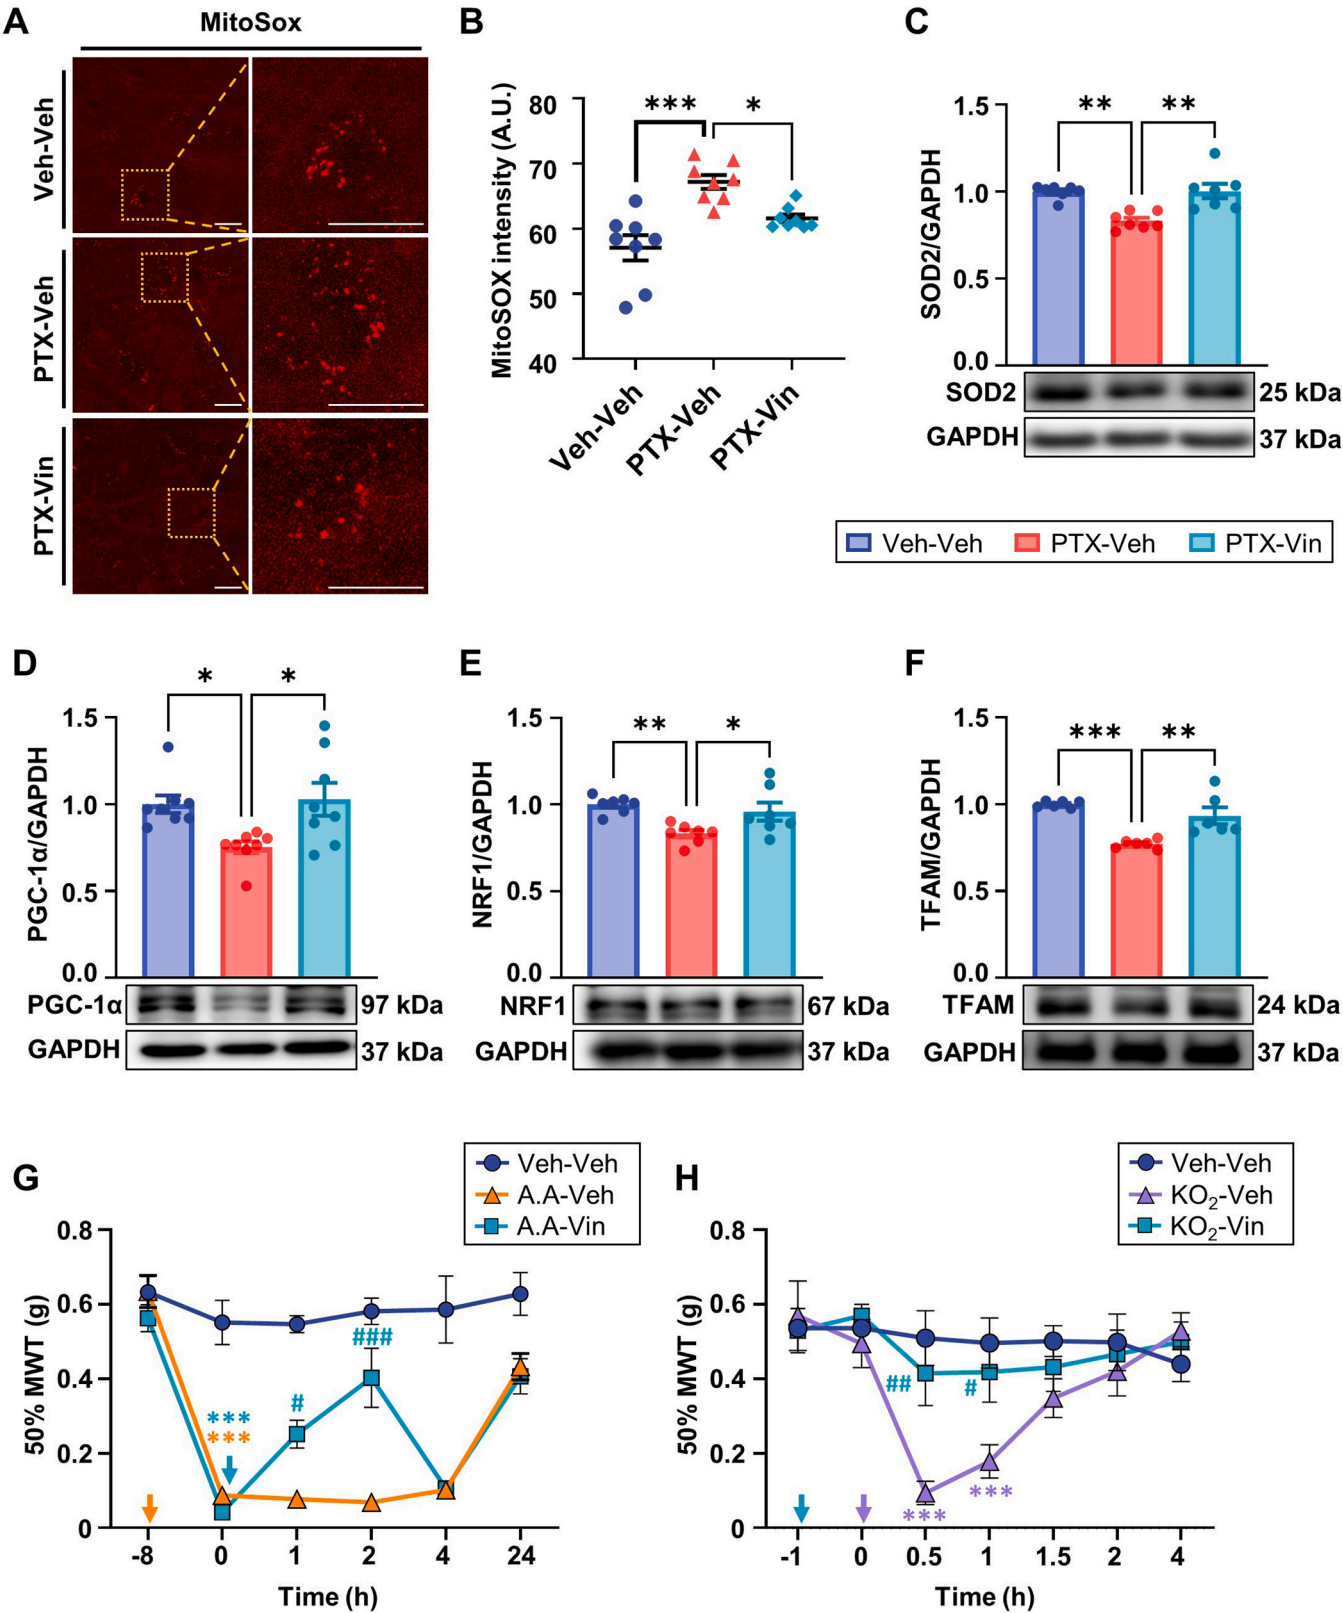 A
MitoSox
Veh-Veh
PTX-Veh
PTX-Vin
B
MitoSOX intensity (A.U.)
80
70
60
50
40
***
*
Veh-Veh
PTX-Veh
PTX-Vin
C
SOD2/GAPDH
1.5
1.0
0.5
0.0
**
**
SOD2
25 kDa
GAPDH
37 kDa
Veh-Veh
PTX-Veh
PTX-Vin
D
PGC-1α/GAPDH
1.5
1.0
0.5
0.0
*
*
PGC-1α
97 kDa
GAPDH
37 kDa
E
NRF1/GAPDH
1.5
1.0
0.5
0.0
**
*
NRF1
67 kDa
GAPDH
37 kDa
F
TFAM/GAPDH
1.5
1.0
0.5
0.0
***
**
TFAM
24 kDa
GAPDH
37 kDa
G
Veh-Veh
A.A-Veh
A.A-Vin
50% MWT (g)
0.8
0.6
0.4
0.2
0
***
***
#
###
-8
0
1
2
4
24
Time (h)
H
Veh-Veh
KO₂-Veh
KO₂-Vin
50% MWT (g)
0.8
0.6
0.4
0.2
0
##
#
***
***
-1
0
0.5
1
1.5
2
4
Time (h)